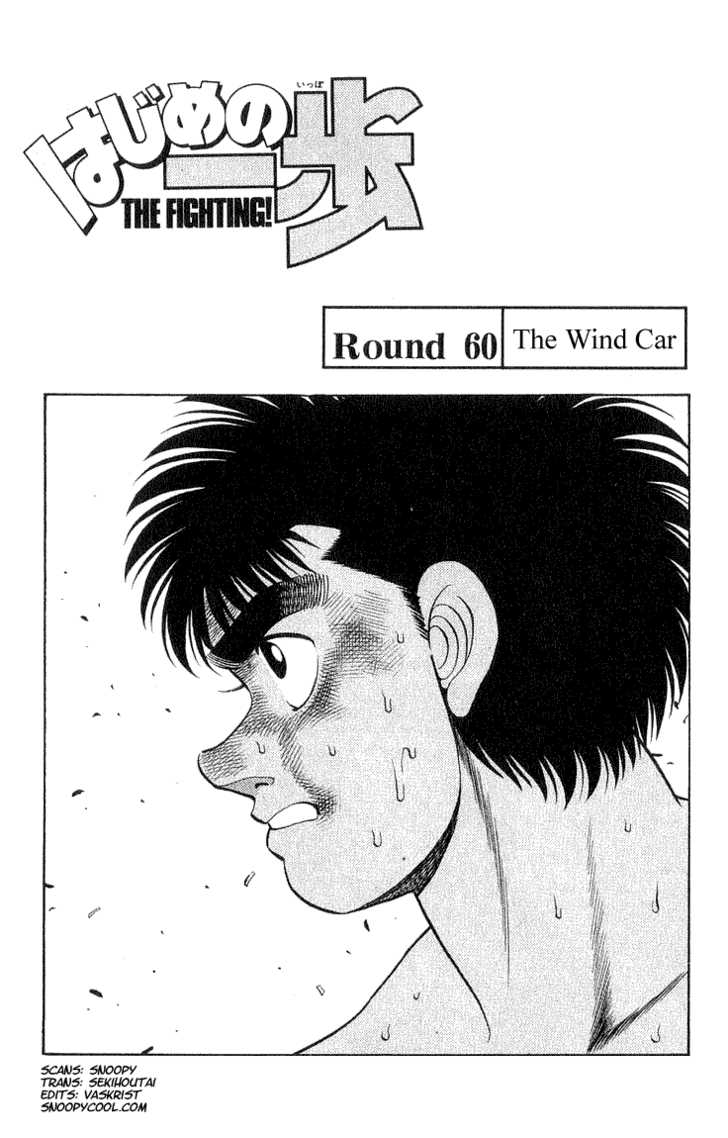 はじめの一歩
いっぽ
THE FIGHTING!
Round 60
The Wind Car
SCANS: SNOOPY
TRANS: SEKIHOUTAI
EDITS: VASKRIST
SNOOPYCOOL.COM